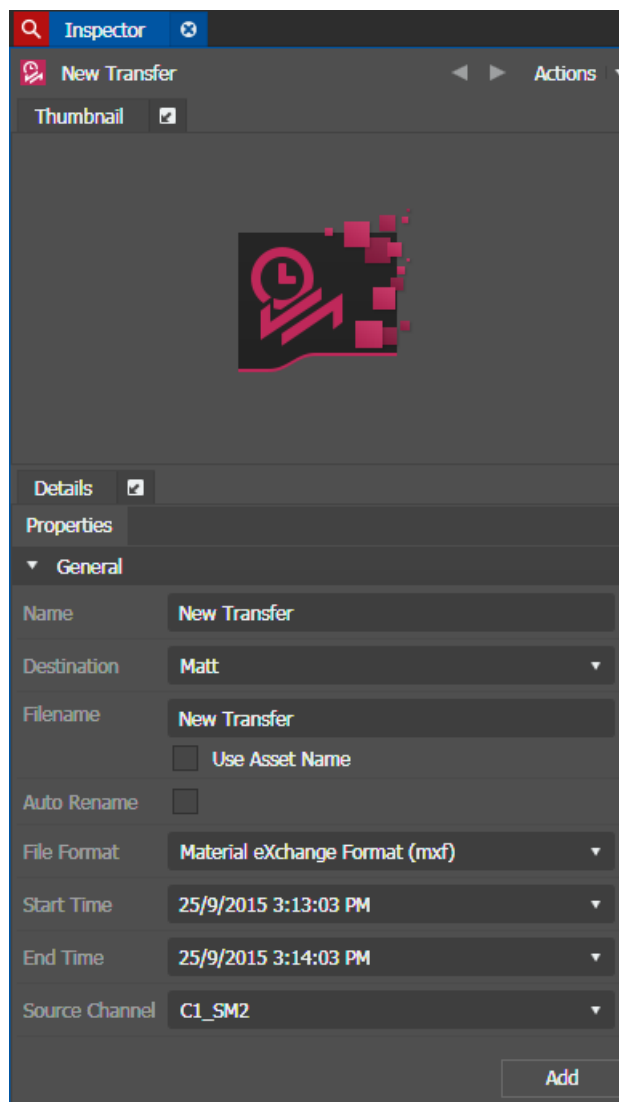 Inspector
New Transfer
Actions
Thumbnail
Details
Properties
General
Name New Transfer
Destination Matt
Filename New Transfer
Use Asset Name
Auto Rename
File Format Material eXchange Format (mxf)
Start Time 25/9/2015 3:13:03 PM
End Time 25/9/2015 3:14:03 PM
Source Channel C1_SM2
Add